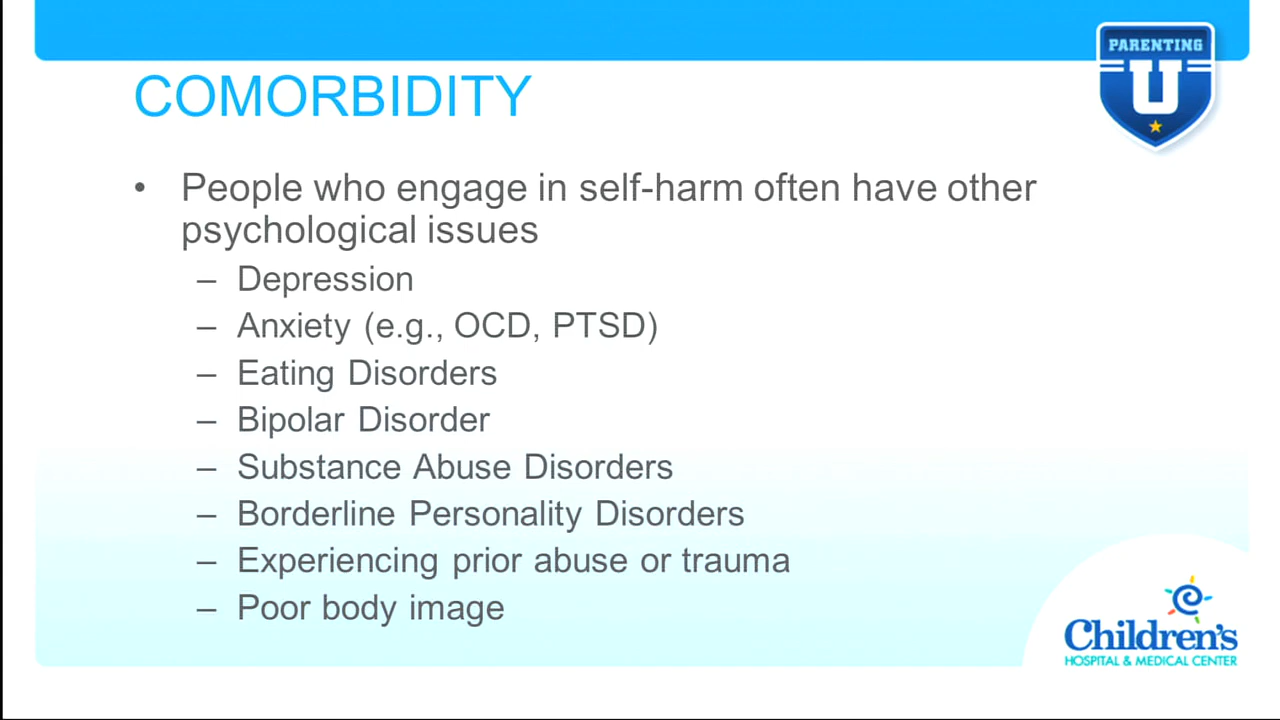 PARENTING
U
COMORBIDITY
• People who engage in self-harm often have other
psychological issues
– Depression
– Anxiety (e.g., OCD, PTSD)
– Eating Disorders
– Bipolar Disorder
– Substance Abuse Disorders
– Borderline Personality Disorders
– Experiencing prior abuse or trauma
– Poor body image
Children's
HOSPITAL & MEDICAL CENTER